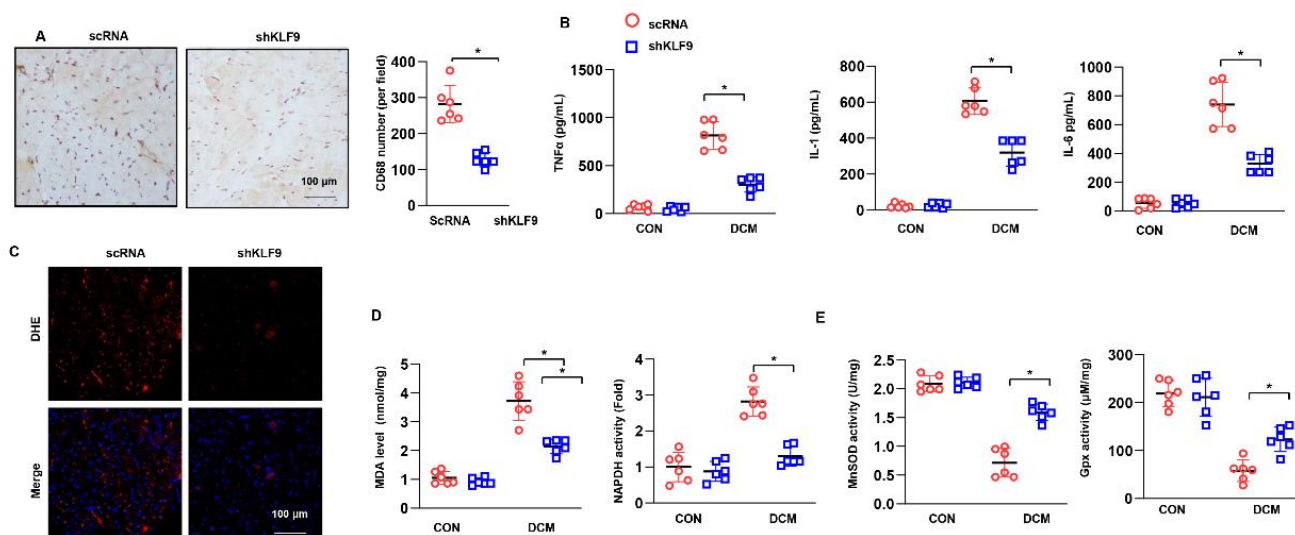 A
scRNA
shKLF9
100 µm
CD68 number (per field)
400
300
200
100
0
*
ScRNA
shKLF9
B
scRNA
shKLF9
TNFα (pg/mL)
1500
1000
500
0
*
CON
DCM
IL-1 (pg/mL)
800
600
400
200
0
*
CON
DCM
IL-6 pg/mL)
1000
800
600
400
200
0
*
CON
DCM
C
scRNA
shKLF9
DHE
Merge
100 µm
D
MDA level (nmol/mg)
5
4
3
2
1
0
*
*
CON
DCM
NAPDH activity (Fold)
4
3
2
1
0
*
CON
DCM
E
MnSOD activity (U/mg)
2.5
2.0
1.5
1.0
0.5
0.0
*
CON
DCM
Gpx activity (µM/mg)
300
200
100
0
*
CON
DCM